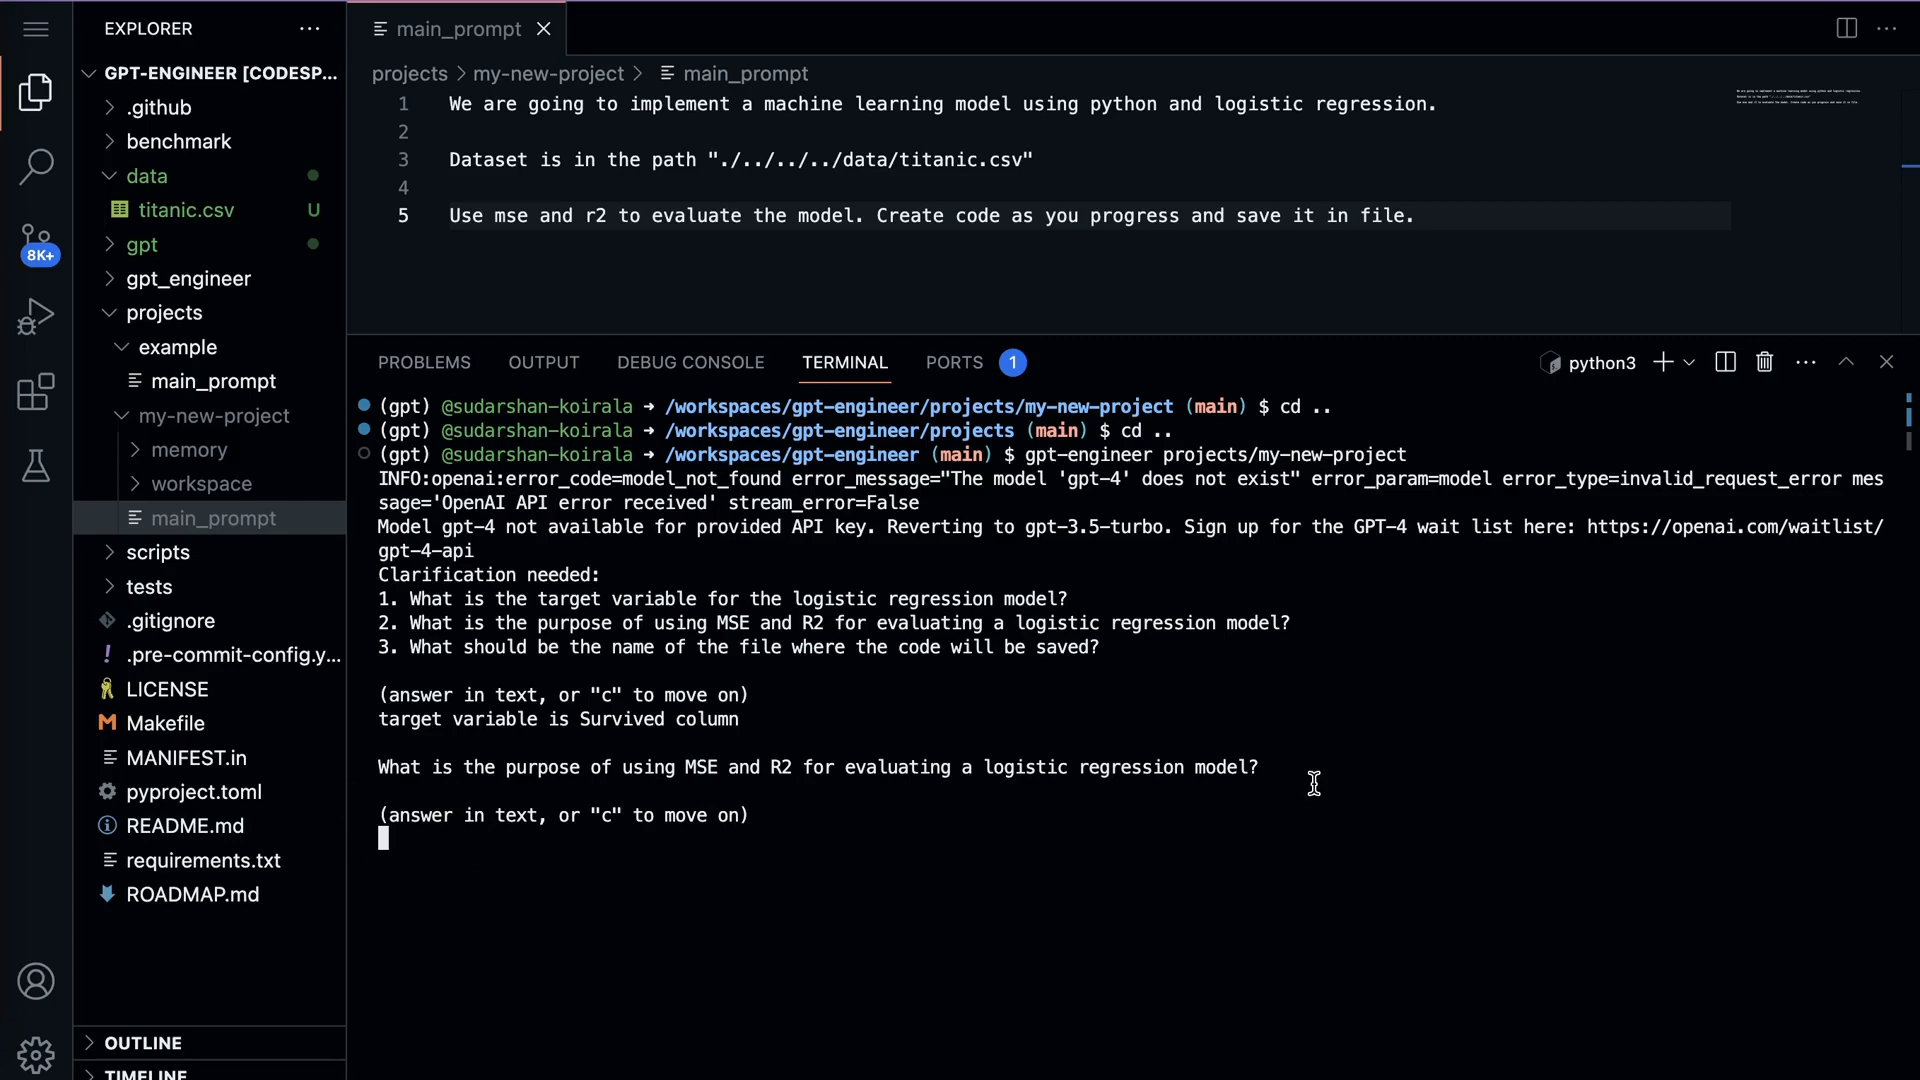 EXPLORER
GPT-ENGINEER [CODESP...
.github
benchmark
data
titanic.csv U
gpt
8K+
gpt_engineer
projects
example
main_prompt
my-new-project
memory
workspace
main_prompt
scripts
tests
.gitignore
! .pre-commit-config.y...
LICENSE
M Makefile
MANIFEST.in
pyproject.toml
README.md
requirements.txt
ROADMAP.md
OUTLINE
TIMELINE
main_prompt
projects > my-new-project > main_prompt
1 We are going to implement a machine learning model using python and logistic regression.
2
3 Dataset is in the path "./../../../data/titanic.csv"
4
5 Use mse and r2 to evaluate the model. Create code as you progress and save it in file.
PROBLEMS OUTPUT DEBUG CONSOLE TERMINAL PORTS 1 python3
(gpt) @sudarshan-koirala → /workspaces/gpt-engineer/projects/my-new-project (main) $ cd ..
(gpt) @sudarshan-koirala → /workspaces/gpt-engineer/projects (main) $ cd ..
(gpt) @sudarshan-koirala → /workspaces/gpt-engineer (main) $ gpt-engineer projects/my-new-project
INFO:openai:error_code=model_not_found error_message="The model 'gpt-4' does not exist" error_param=model error_type=invalid_request_error mes
sage='OpenAI API error received' stream_error=False
Model gpt-4 not available for provided API key. Reverting to gpt-3.5-turbo. Sign up for the GPT-4 wait list here: https://openai.com/waitlist/
gpt-4-api
Clarification needed:
1. What is the target variable for the logistic regression model?
2. What is the purpose of using MSE and R2 for evaluating a logistic regression model?
3. What should be the name of the file where the code will be saved?
(answer in text, or "c" to move on)
target variable is Survived column
What is the purpose of using MSE and R2 for evaluating a logistic regression model?
(answer in text, or "c" to move on)